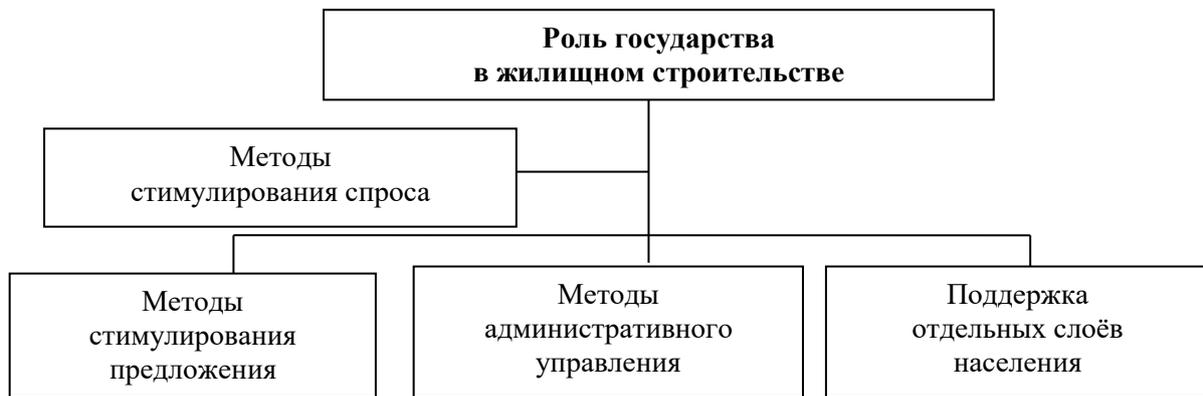 Роль государства
в жилищном строительстве
Методы
стимулирования спроса
Методы
стимулирования
предложения
Методы
административного
управления
Поддержка
отдельных слоёв
населения